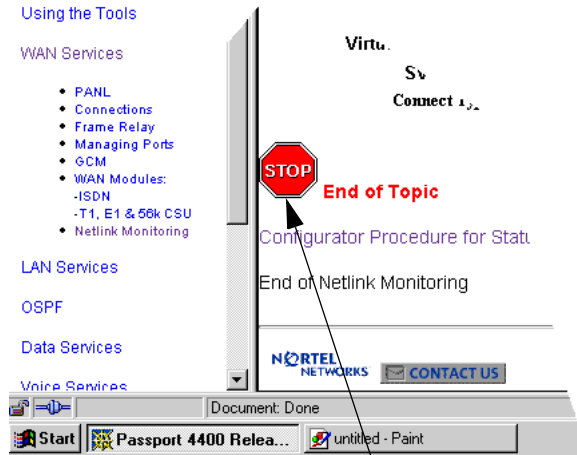 Using the Tools
WAN Services
PANL
Connections
Frame Relay
Managing Ports
GCM
WAN Modules:
-ISDN
-T1, E1 & 56k CSU
Netlink Monitoring
LAN Services
OSPF
Data Services
Voice Services
Connect
STOP
End of Topic
Configurator Procedure for
End of Netlink Monitoring
NORTEL
NETWORKS
CONTACT US
Document: Done
Start
Passport 4400 Relea...
untitled - Paint